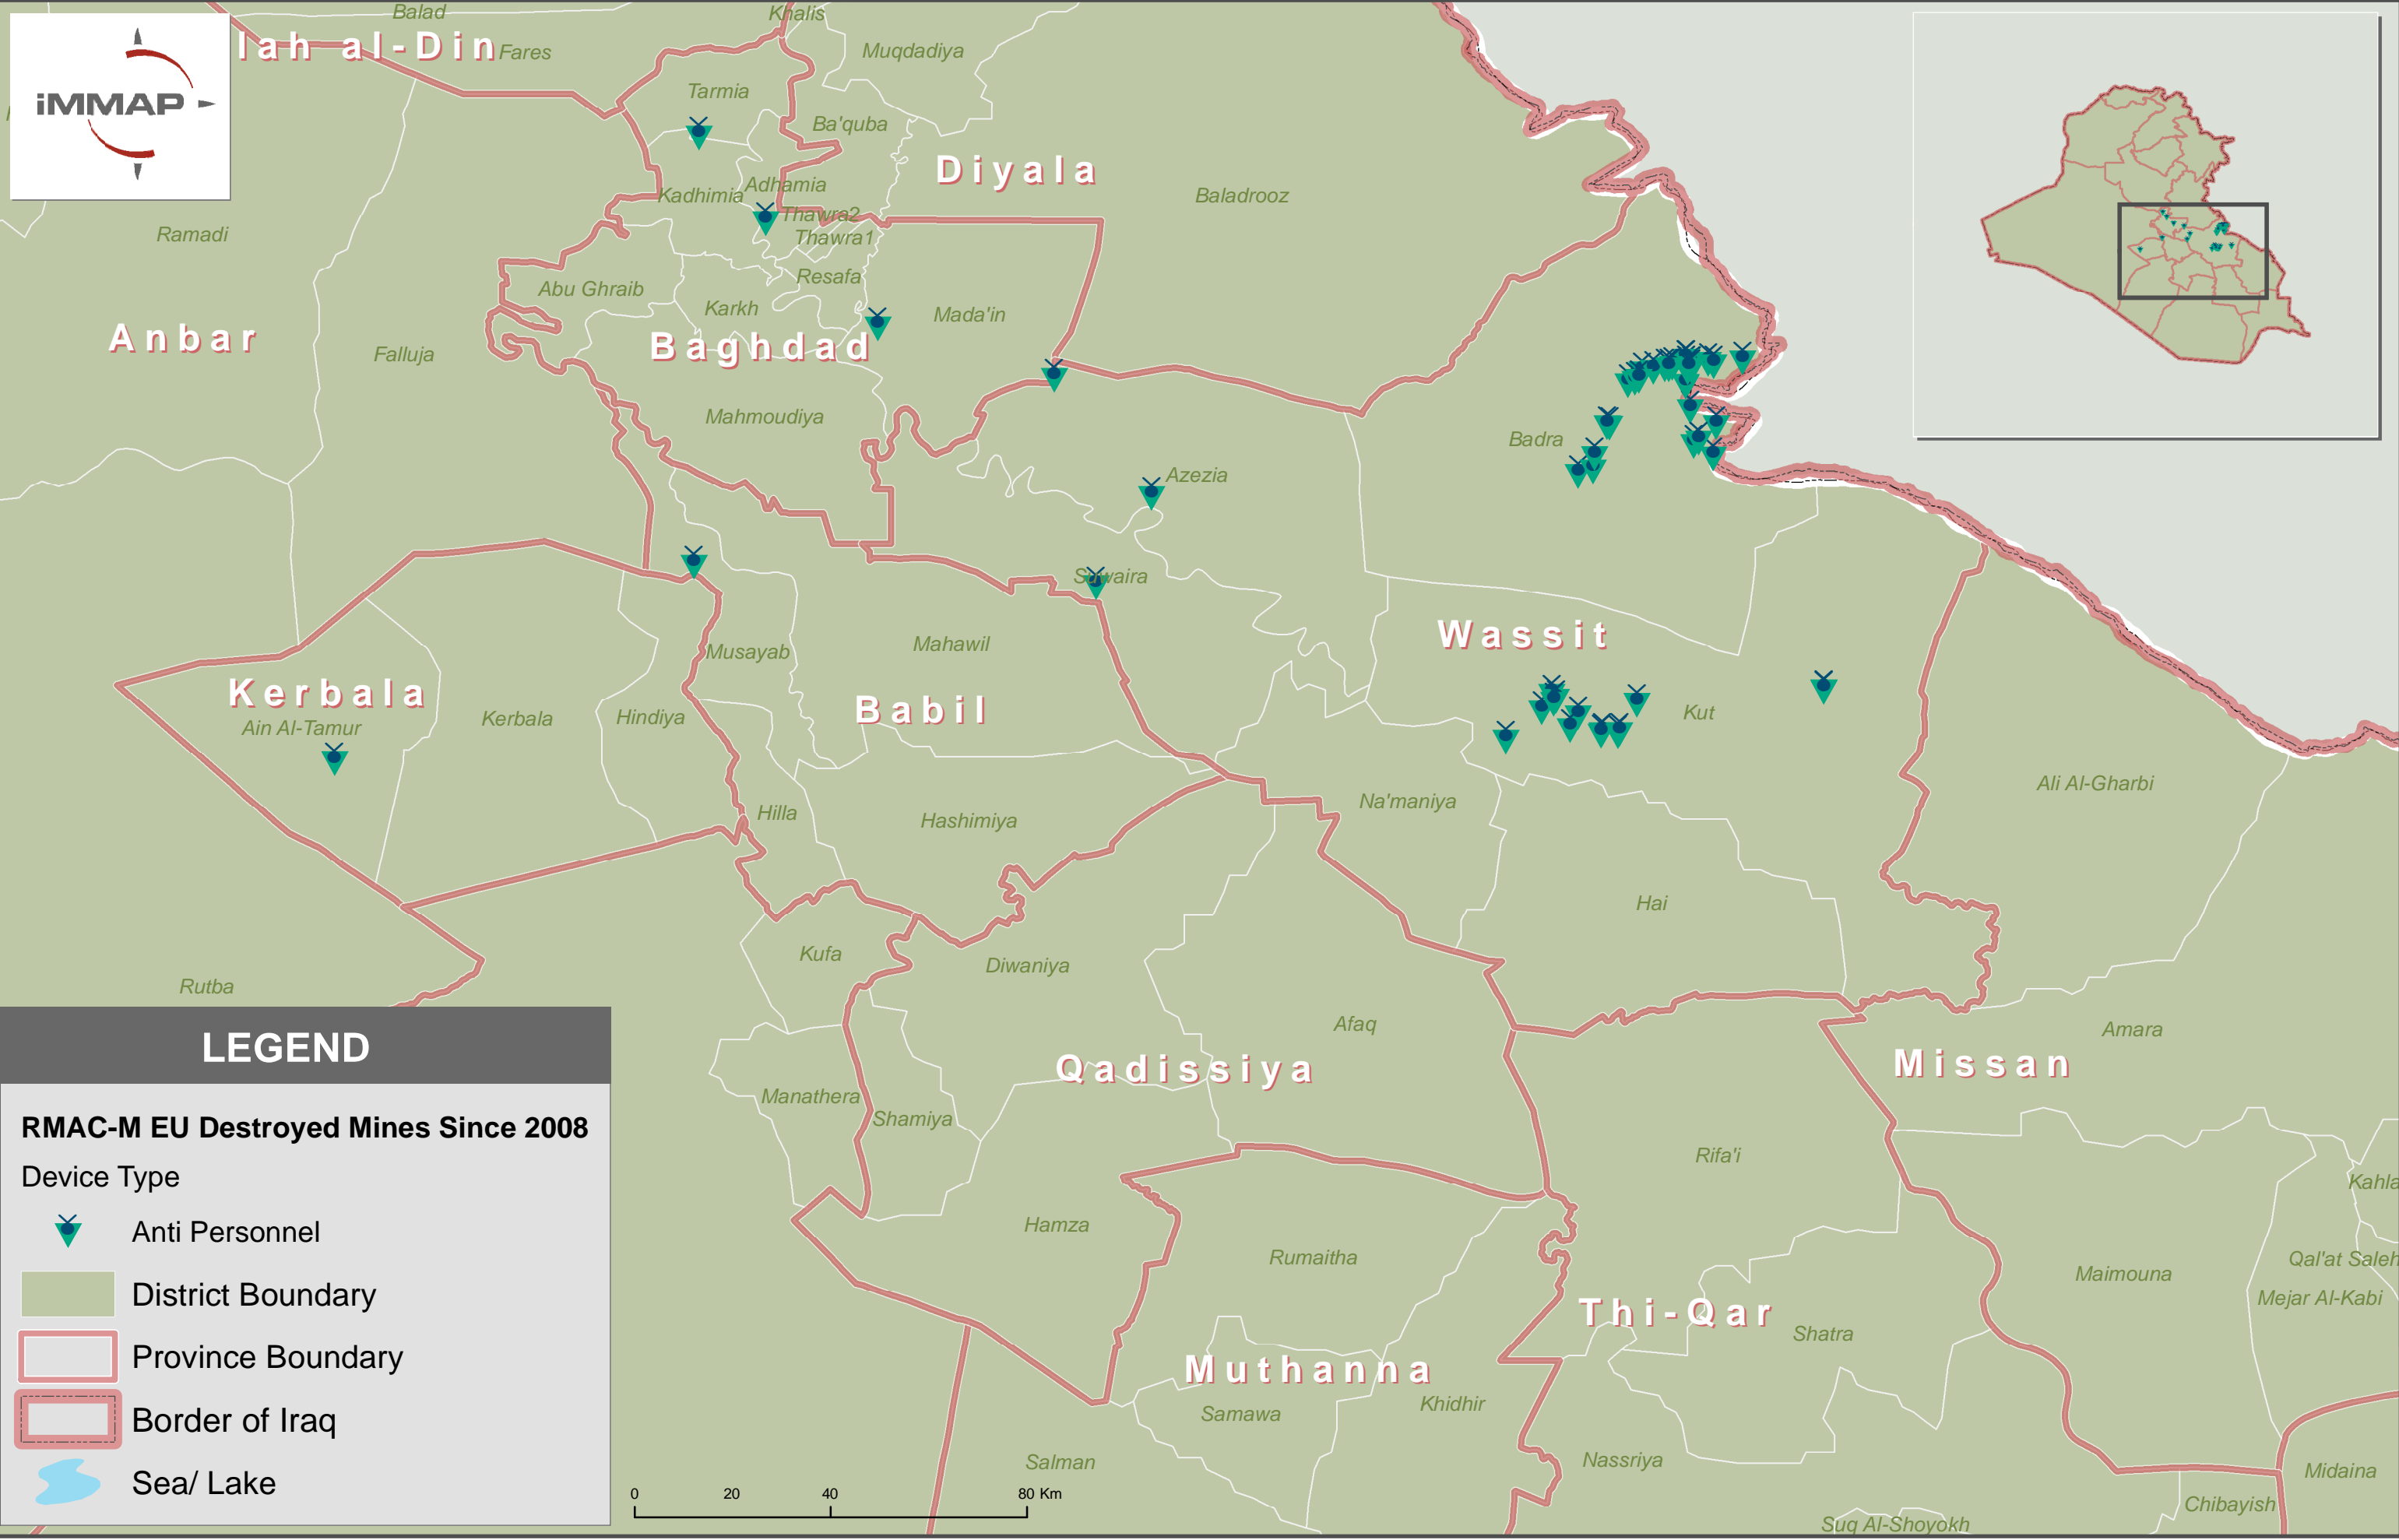 Balad
Khalis
lah al-Din
Fares
Muqdadiya
iMMAP
Tarmia
Ba'quba
Diyala
Kadhimia
Adhamia
Baladrooz
Thawra2
Ramadi
Thawra1
Resafa
Abu Ghraib
Karkh
Mada'in
Anbar
Falluja
Baghdad
Mahmoudiya
Badra
Azezia
Suwaira
Wassit
Musayab
Mahawil
Kerbala
Ain Al-Tamur
Kerbala
Hindiya
Babil
Kut
Ali Al-Gharbi
Hilla
Hashimiya
Na'maniya
Hai
Kufa
Diwaniya
Rutba
Afaq
Amara
Qadissiya
Missan
Manathera
Shamiya
Rifa'i
Kahla
Hamza
Rumaitha
Qal'at Saleh
Maimouna
Mejar Al-Kabi
Thi-Qar
Shatra
Muthanna
Khidhir
Samawa
Salman
Nassriya
Midaina
Chibayish
Suq Al-Shoyokh
LEGEND
RMAC-M EU Destroyed Mines Since 2008
Device Type
Anti Personnel
District Boundary
Province Boundary
Border of Iraq
Sea/ Lake
0 20 40 80 Km